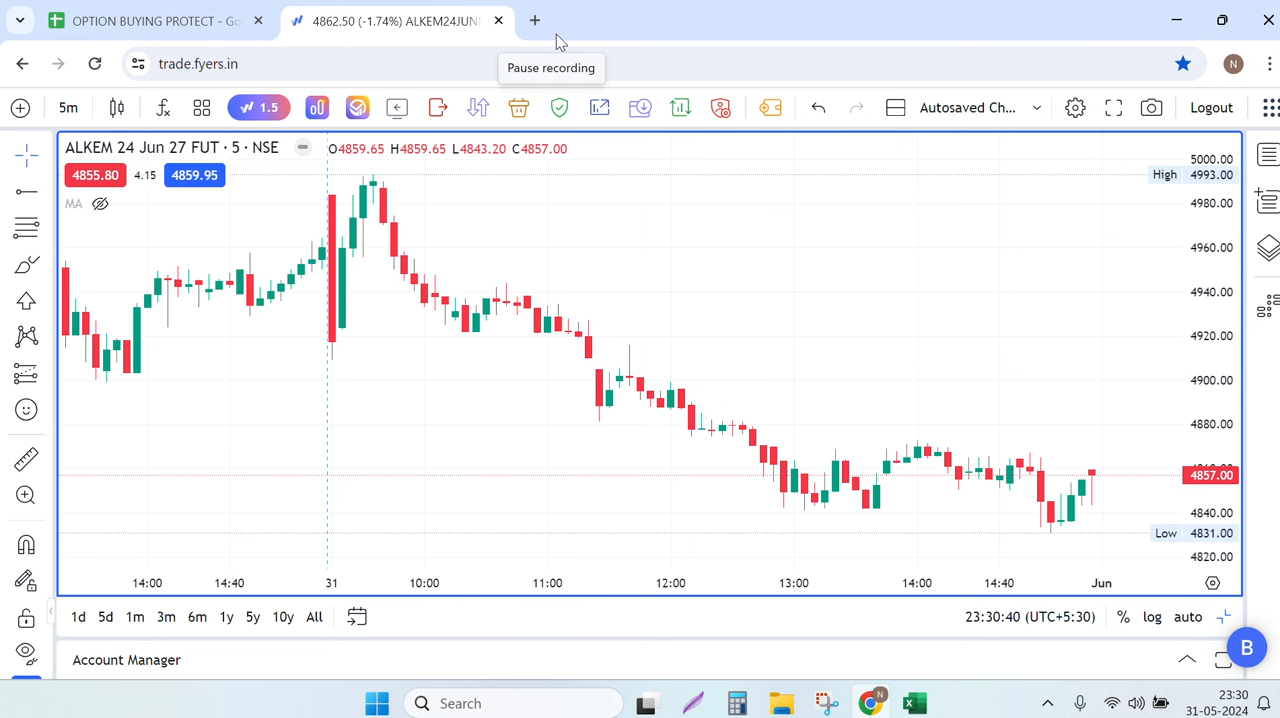 OPTION BUYING PROTECT - Go
4862.50 (-1.74%) ALKEM24JUN
trade.fyers.in
Pause recording
N
5m
1.5
Autosaved Ch...
Logout
ALKEM 24 Jun 27 FUT · 5 · NSE
O4859.65 H4859.65 L4843.20 C4857.00
4855.80 4.15 4859.95
MA
5000.00
High 4993.00
4980.00
4960.00
4940.00
4920.00
4900.00
4880.00
4857.00
4840.00
Low 4831.00
4820.00
14:00 14:40 31 10:00 11:00 12:00 13:00 14:00 14:40 Jun
1d 5d 1m 3m 6m 1y 5y 10y All
23:30:40 (UTC+5:30) % log auto
B
Account Manager
Search
N
23:30
31-05-2024